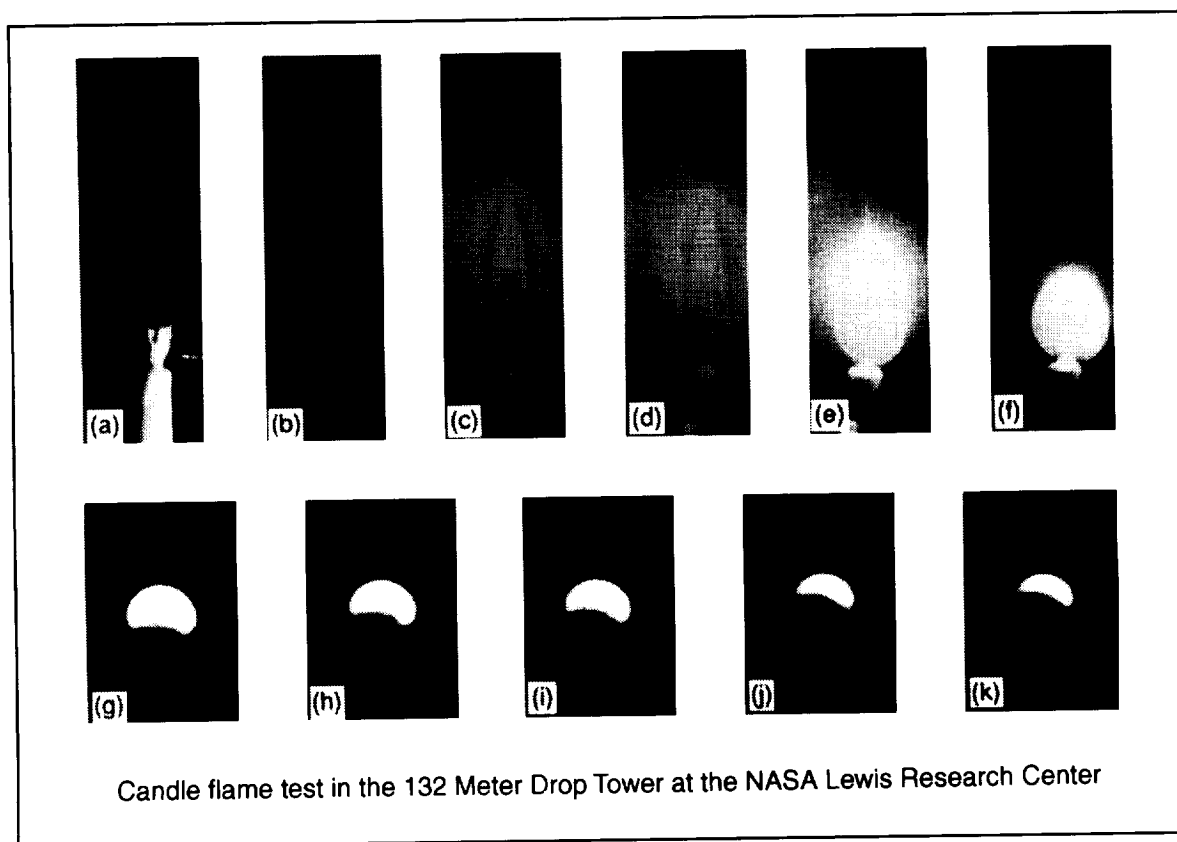 (a)
(b)
(c)
(d)
(e)
(f)
(g)
(h)
(i)
(j)
(k)
Candle flame test in the 132 Meter Drop Tower at the NASA Lewis Research Center